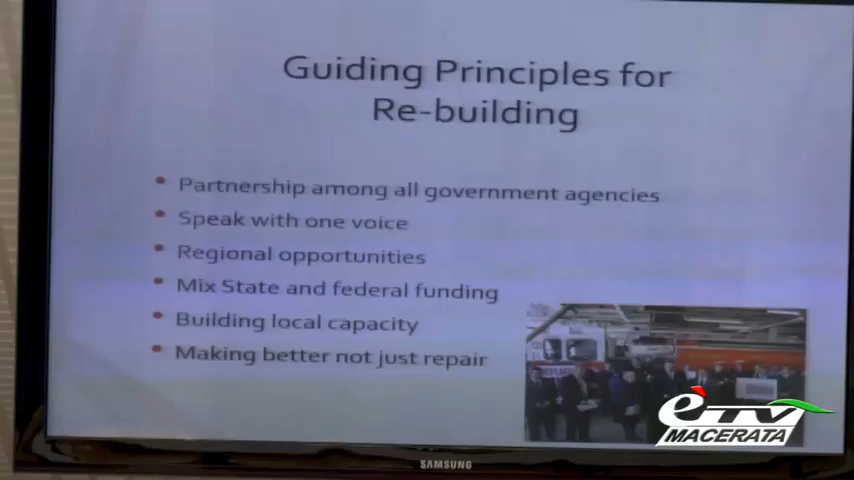 Guiding Principles for
Re-building
• Partnership among all government agencies
• Speak with one voice
• Regional opportunities
• Mix State and federal funding
• Building local capacity
• Making better not just repair
eTV
MACERATA
SAMSUNG